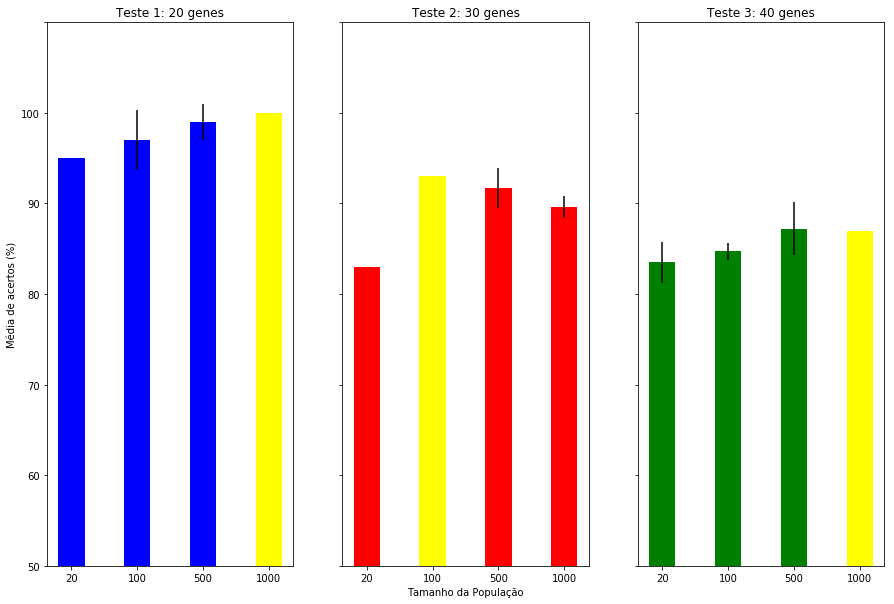 Teste 1: 20 genes
Teste 2: 30 genes
Teste 3: 40 genes
Média de acertos (%)
100
90
80
70
60
50
20 100 500 1000
20 100 500 1000
20 100 500 1000
Tamanho da População